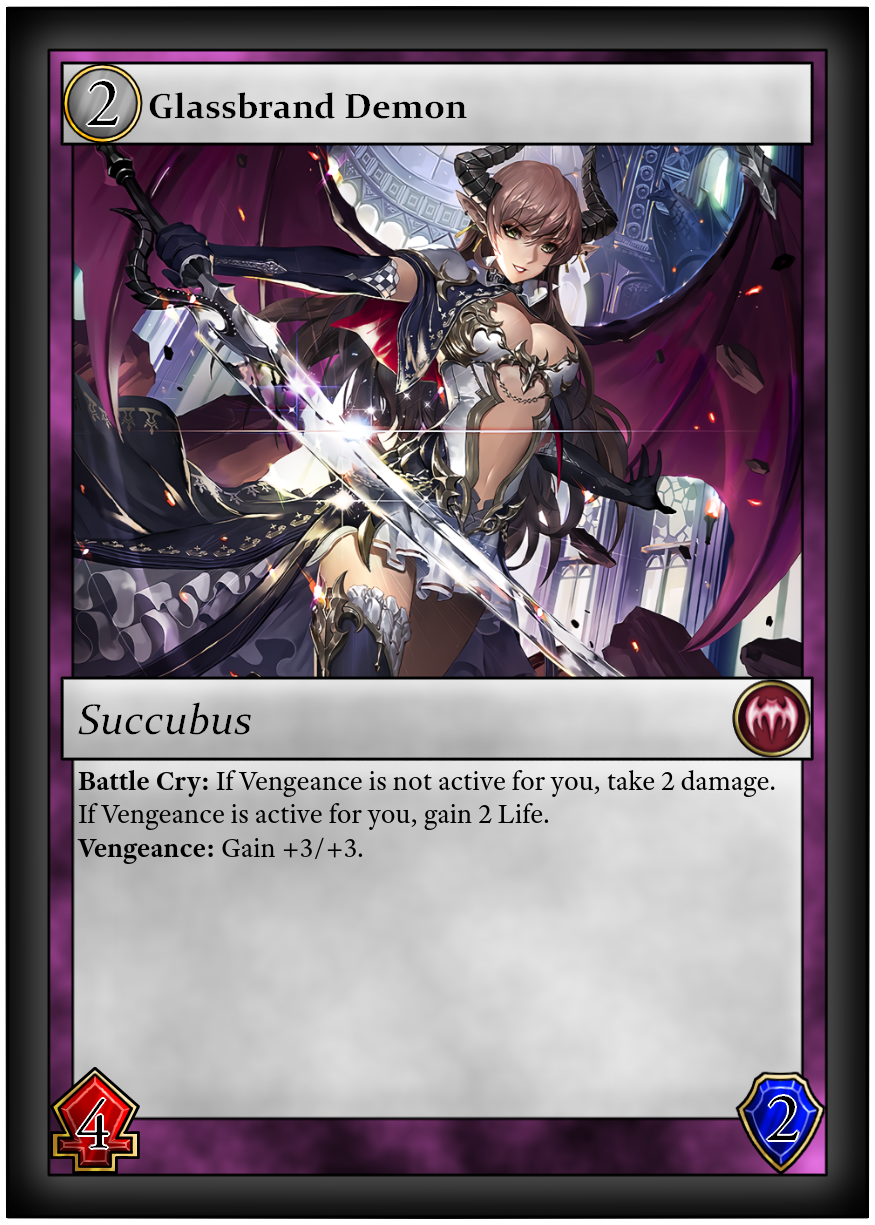 2
Glassbrand Demon
Succubus
Battle Cry: If Vengeance is not active for you, take 2 damage.
If Vengeance is active for you, gain 2 Life.
Vengeance: Gain +3/+3.
4
2